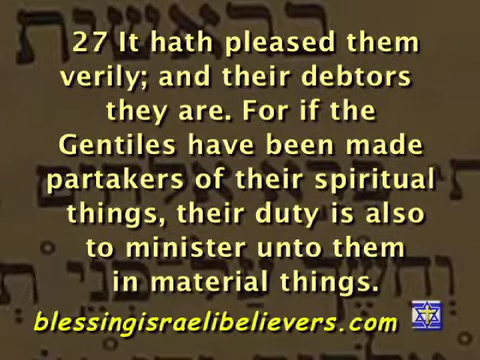 27 It hath pleased them
verily; and their debtors
they are. For if the
Gentiles have been made
partakers of their spiritual
things, their duty is also
to minister unto them
in material things.
blessingisraelibelievers.com